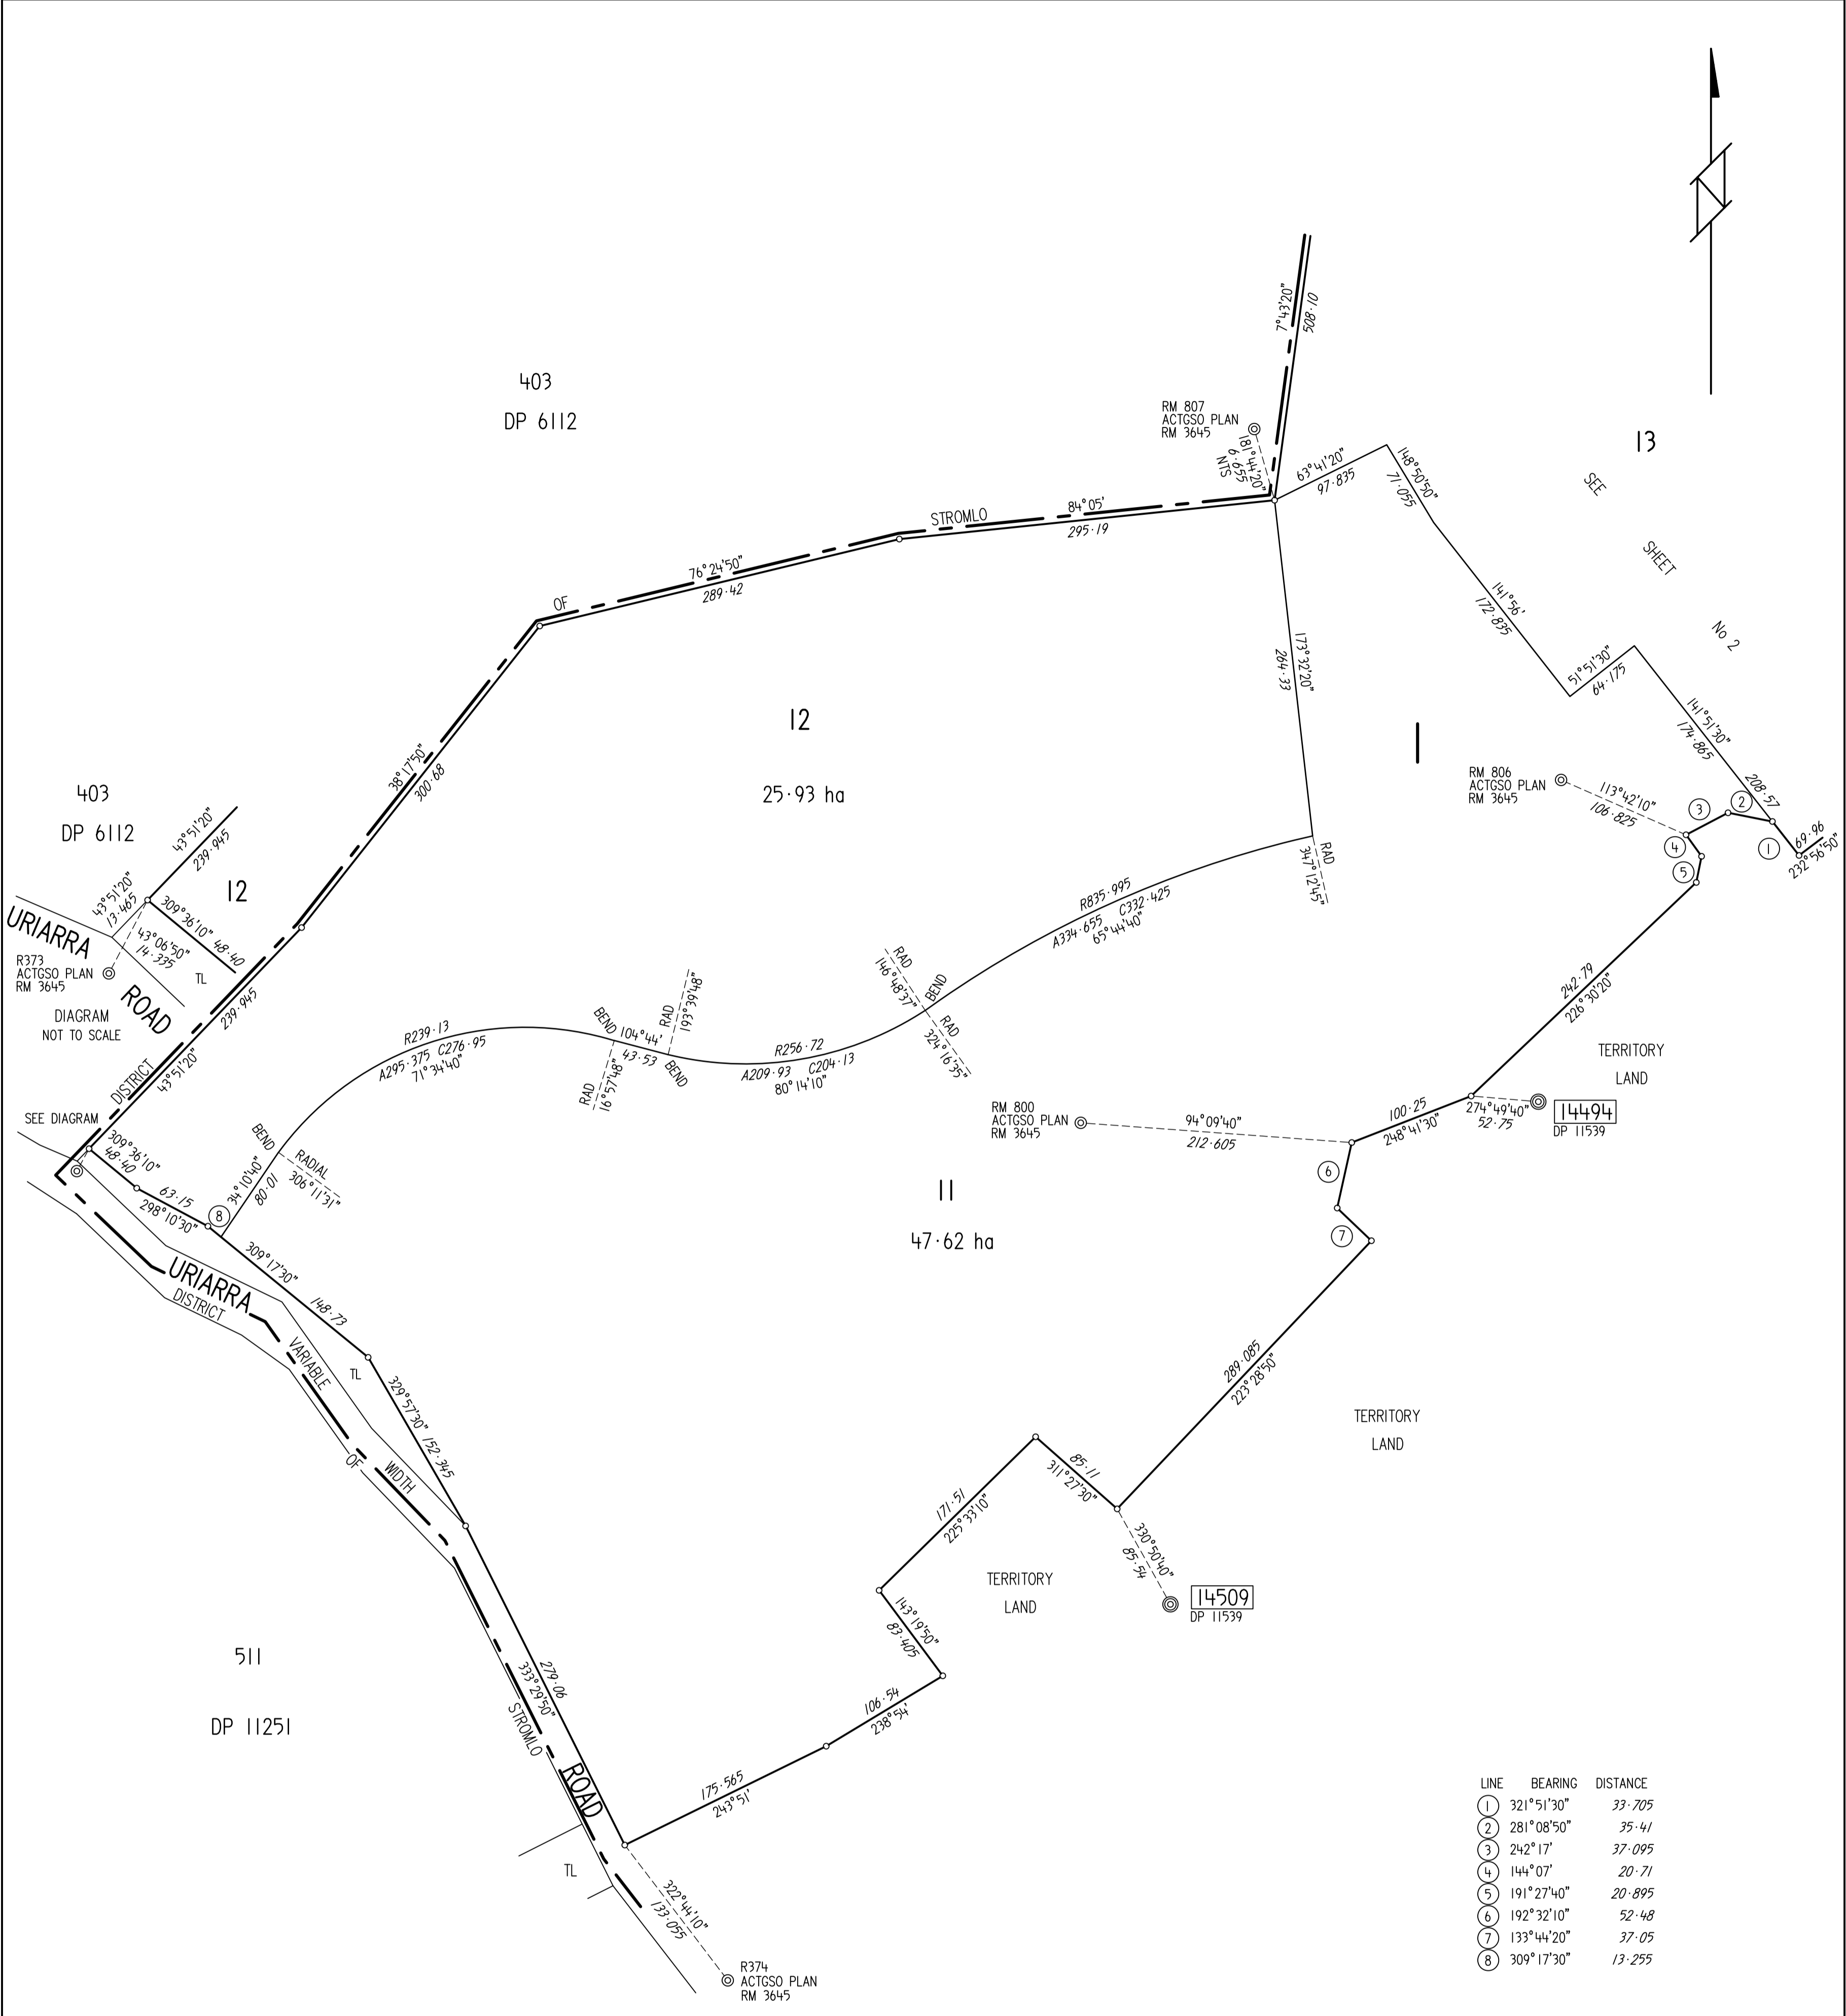 7°43'20"
508·10
403
DP 6112
RM 807
ACTGSO PLAN
RM 3645
181°44'20"
6·655
NTS
63°41'20"
97·835
148°50'50"
71·055
13
SEE
SHEET
No 2
STROMLO
84°05'
295·19
OF
76°24'50"
289·42
141°56'
172·835
51°51'30"
64·175
173°32'20"
264·33
12
25·93 ha
1
141°51'30"
174·865
208·57
38°17'50"
300·68
RM 806
ACTGSO PLAN
RM 3645
113°42'10"
106·825
3
2
4
5
1
69·96
232°56'50"
403
DP 6112
43°51'20"
239·945
12
43°51'20"
13·465
309°36'10" 48·40
43°06'50"
14·335
TL
URIARRA
ROAD
R373
ACTGSO PLAN
RM 3645
DIAGRAM
NOT TO SCALE
239·945
43°51'20"
DISTRICT
SEE DIAGRAM
RAD
347°12'45"
R835·995
A334·655 C332·425
65°44'40"
RAD
146°48'37"
BEND
RAD
324°16'35"
R239·13
A295·375 C276·95
71°34'40"
BEND 104°44'
43·53
RAD
193°39'48"
BEND
RAD
16°57'48"
R256·72
A209·93 C204·13
80°14'10"
242·79
226°30'20"
TERRITORY
LAND
309°36'10"
48·40
63·15
298°10'30"
8
34°10'40"
80·01
BEND
RADIAL
306°11'31"
RM 800
ACTGSO PLAN
RM 3645
94°09'40"
212·605
100·25
248°41'30"
274°49'40"
52·75
14494
DP 11539
6
7
11
47·62 ha
309°17'30"
148·73
URIARRA
DISTRICT
VARIABLE
TL
OF
WIDTH
329°57'30" 152·345
289·085
223°28'50"
TERRITORY
LAND
85·11
311°27'30"
171·51
225°33'10"
330°50'40"
85·54
14509
DP 11539
TERRITORY
LAND
143°19'50"
83·405
511
DP 11251
279·06
333°29'50"
STROMLO
ROAD
106·54
238°54'
175·565
243°51'
TL
322°44'10"
133·055
R374
ACTGSO PLAN
RM 3645
LINE BEARING DISTANCE
1 321°51'30" 33·705
2 281°08'50" 35·41
3 242°17' 37·095
4 144°07' 20·71
5 191°27'40" 20·895
6 192°32'10" 52·48
7 133°44'20" 37·05
8 309°17'30" 13·255